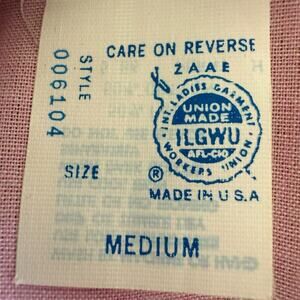 CARE ON REVERSE
ZAAE
STYLE
006104
INT. LADIES GARMENT
WORKERS UNION
UNION
MADE
ILGWU
AFL-CIO
®
SIZE
MADE IN U.S.A
MEDIUM